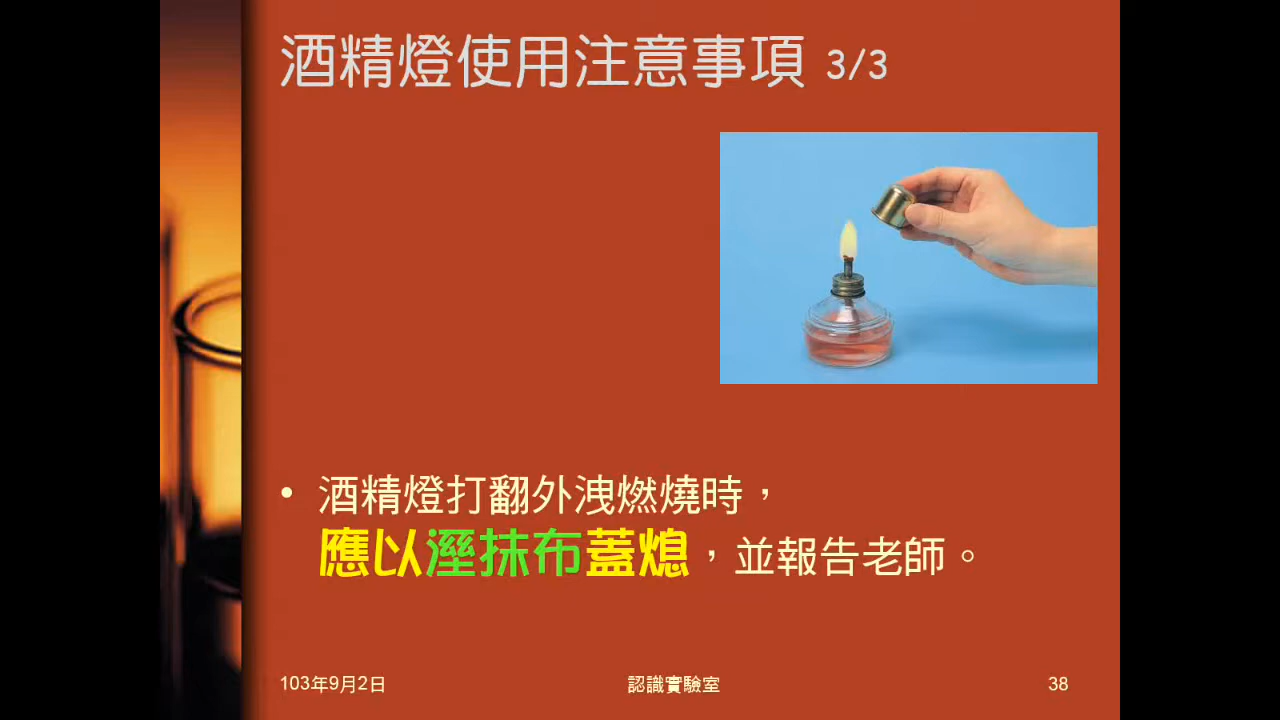 酒精燈使用注意事項 3/3
• 酒精燈打翻外洩燃燒時，
應以溼抹布蓋熄，並報告老師。
103年9月2日
認識實驗室
38